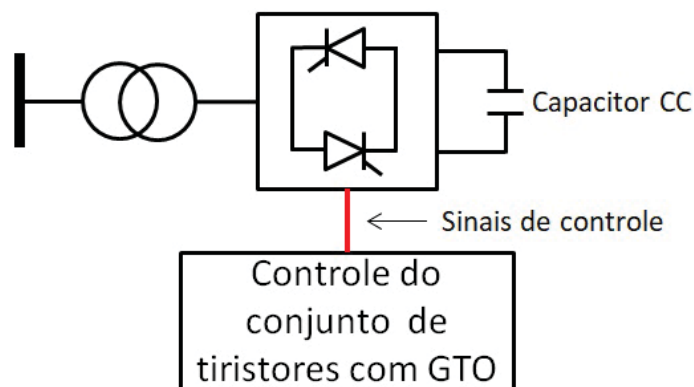 Capacitor CC
Sinais de controle
Controle do
conjunto de
tiristores com GTO